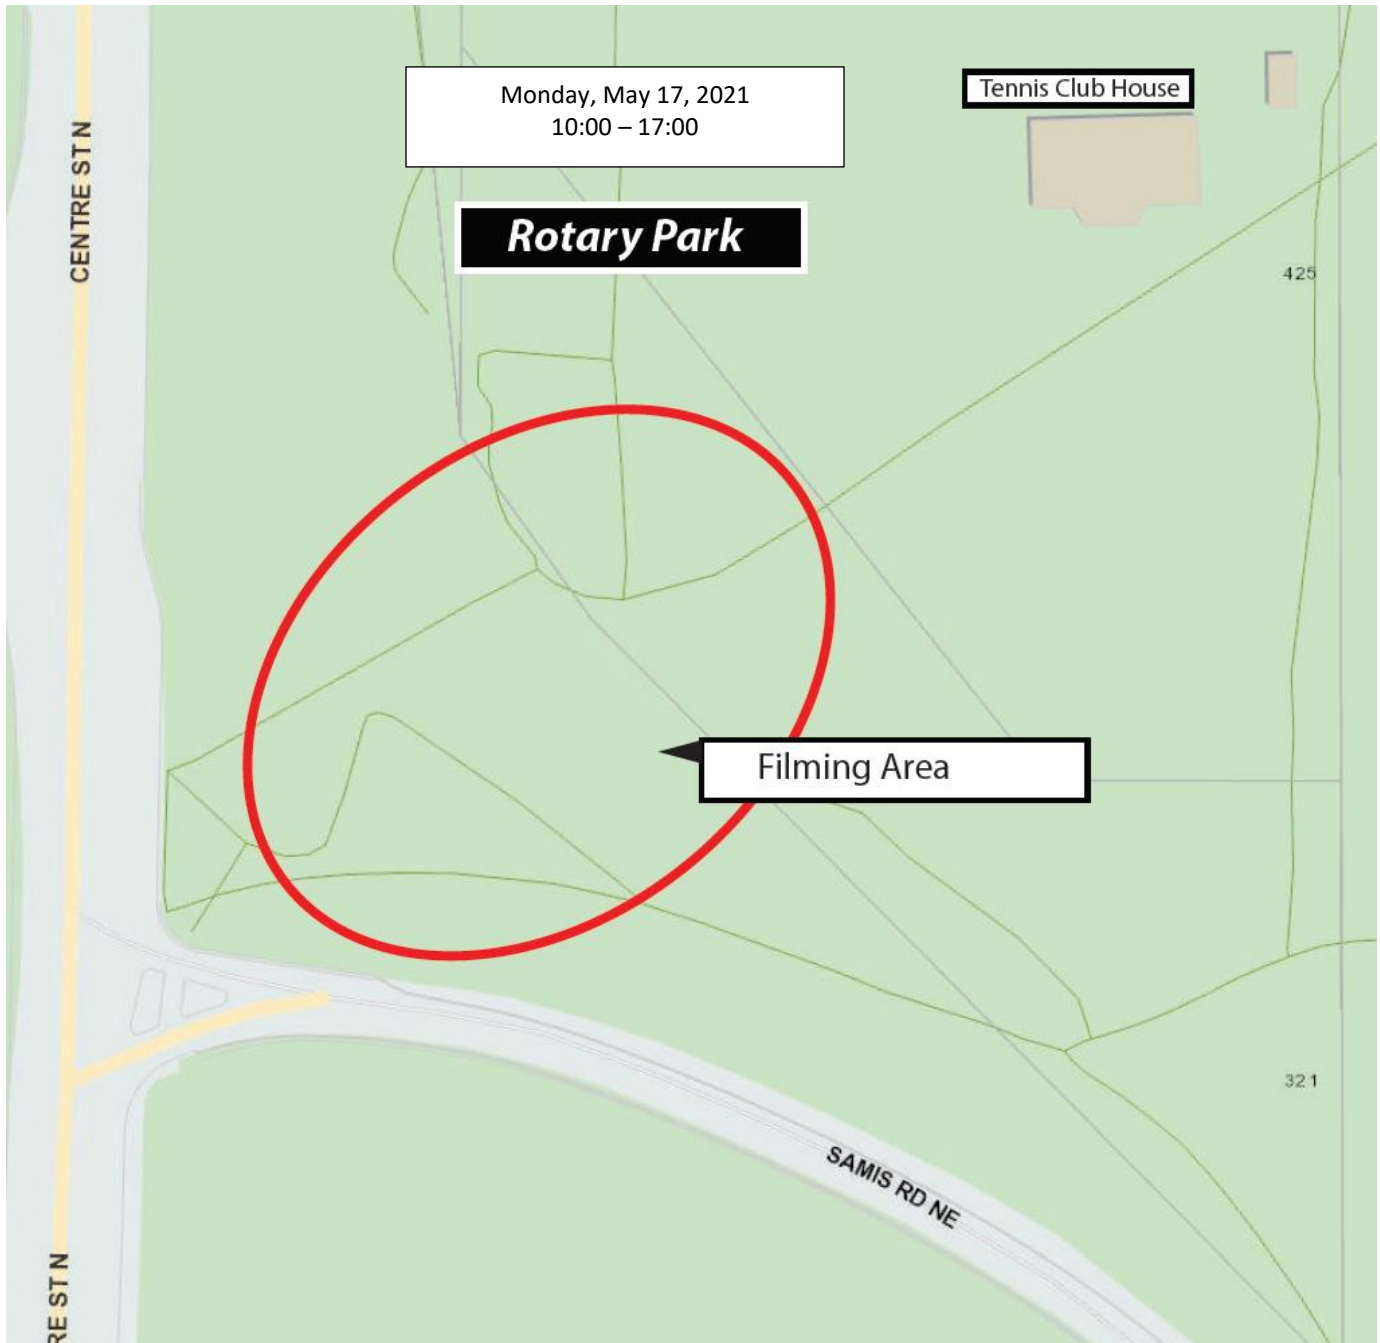 Monday, May 17, 2021
10:00 – 17:00
Tennis Club House
CENTRE ST N
Rotary Park
425
Filming Area
321
SAMIS RD NE
RE ST N